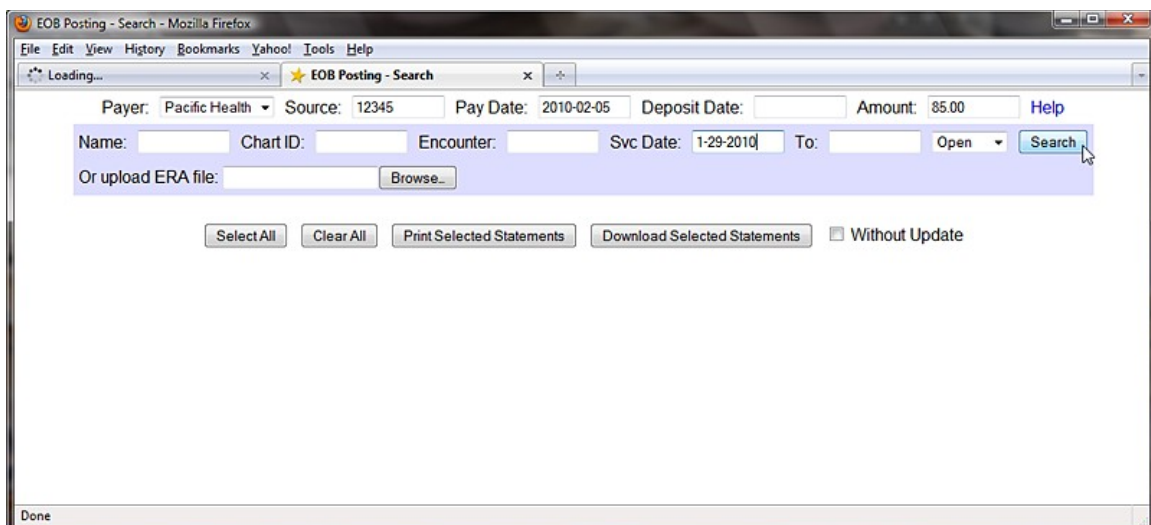 EOB Posting - Search - Mozilla Firefox
File Edit View History Bookmarks Yahoo! Tools Help
Loading... EOB Posting - Search
Payer: Pacific Health Source: 12345 Pay Date: 2010-02-05 Deposit Date: Amount: 85.00 Help
Name: Chart ID: Encounter: Svc Date: 1-29-2010 To: Open Search
Or upload ERA file: Browse...
Select All Clear All Print Selected Statements Download Selected Statements Without Update
Done